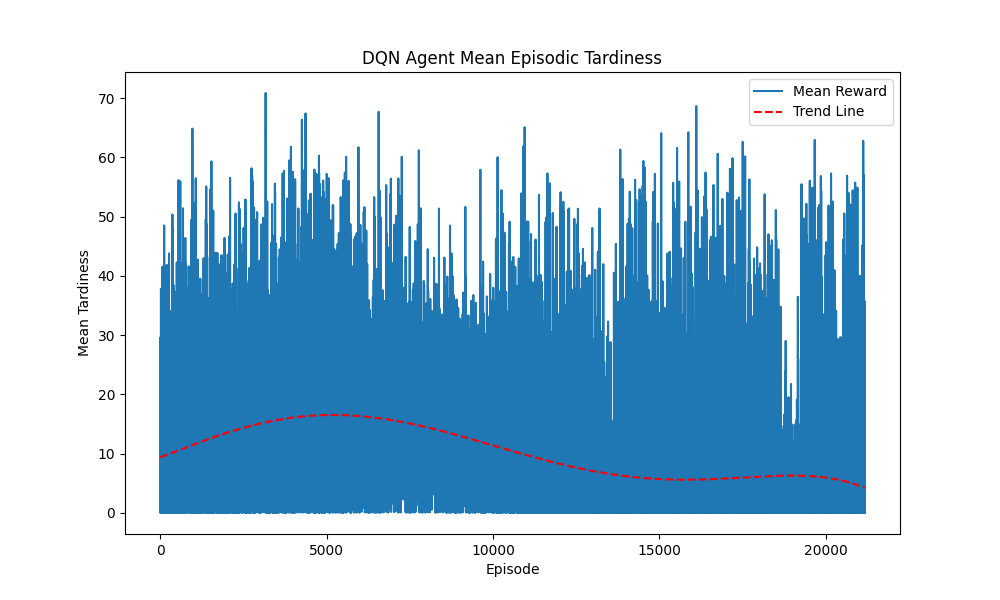 DQN Agent Mean Episodic Tardiness
Mean Reward
Trend Line
70
60
50
40
30
20
10
0
Mean Tardiness
0
5000
10000
15000
20000
Episode